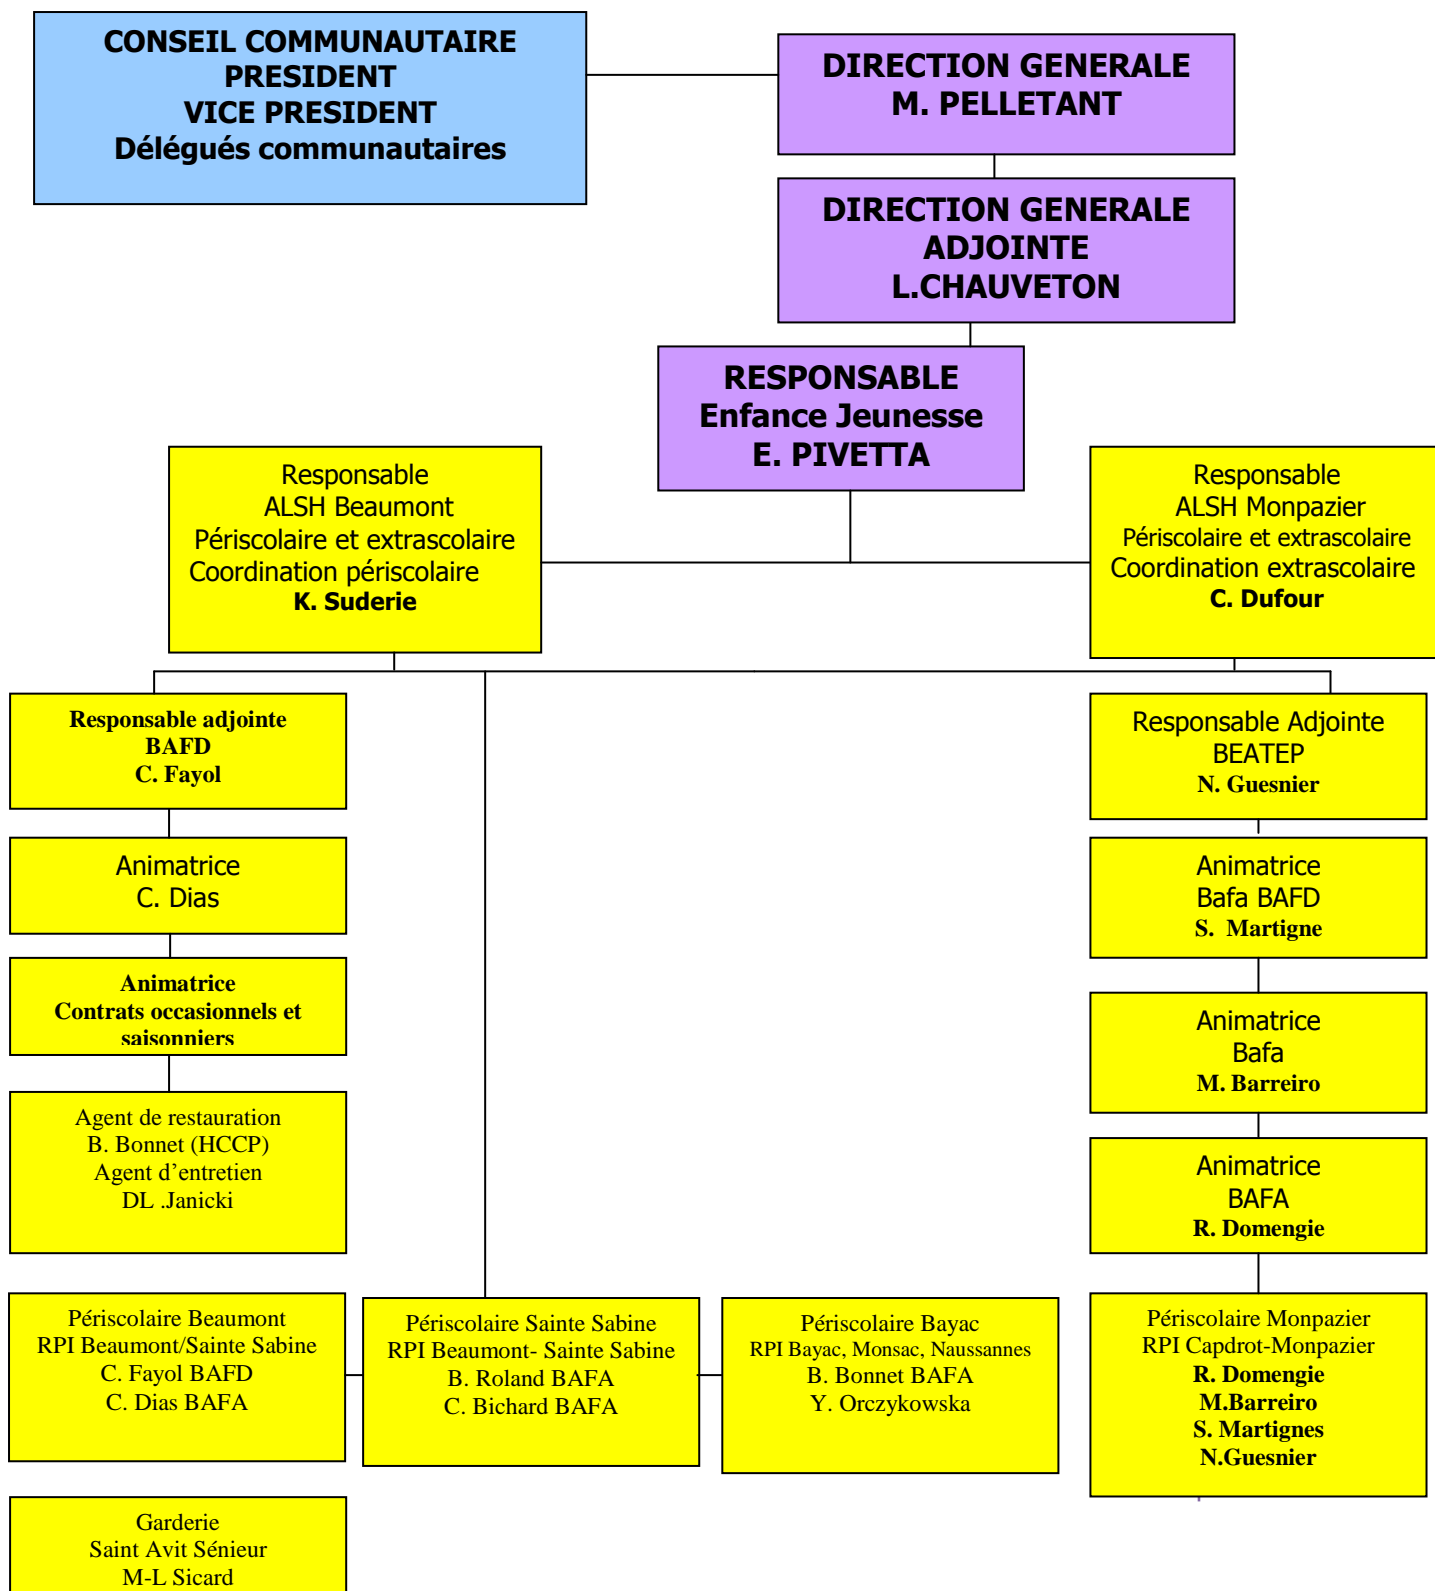 CONSEIL COMMUNAUTAIRE
PRESIDENT
VICE PRESIDENT
Délégués communautaires
DIRECTION GENERALE
M. PELLETANT
DIRECTION GENERALE
ADJOINTE
L.CHAUVETON
RESPONSABLE
Enfance Jeunesse
E. PIVETTA
Responsable
ALSH Beaumont
Périscolaire et extrascolaire
Coordination périscolaire
K. Suderie
Responsable
ALSH Monpazier
Périscolaire et extrascolaire
Coordination extrascolaire
C. Dufour
Responsable adjointe
BAFD
C. Fayol
Responsable Adjointe
BEATEP
N. Guesnier
Animatrice
C. Dias
Animatrice
Bafa BAFD
S. Martigne
Animatrice
Contrats occasionnels et
saisonniers
Animatrice
Bafa
M. Barreiro
Agent de restauration
B. Bonnet (HCCP)
Agent d’entretien
DL .Janicki
Animatrice
BAFA
R. Domengie
Périscolaire Beaumont
RPI Beaumont/Sainte Sabine
C. Fayol BAFD
C. Dias BAFA
Périscolaire Sainte Sabine
RPI Beaumont- Sainte Sabine
B. Roland BAFA
C. Bichard BAFA
Périscolaire Bayac
RPI Bayac, Monsac, Naussannes
B. Bonnet BAFA
Y. Orczykowska
Périscolaire Monpazier
RPI Capdrot-Monpazier
R. Domengie
M.Barreiro
S. Martignes
N.Guesnier
Garderie
Saint Avit Sénieur
M-L Sicard